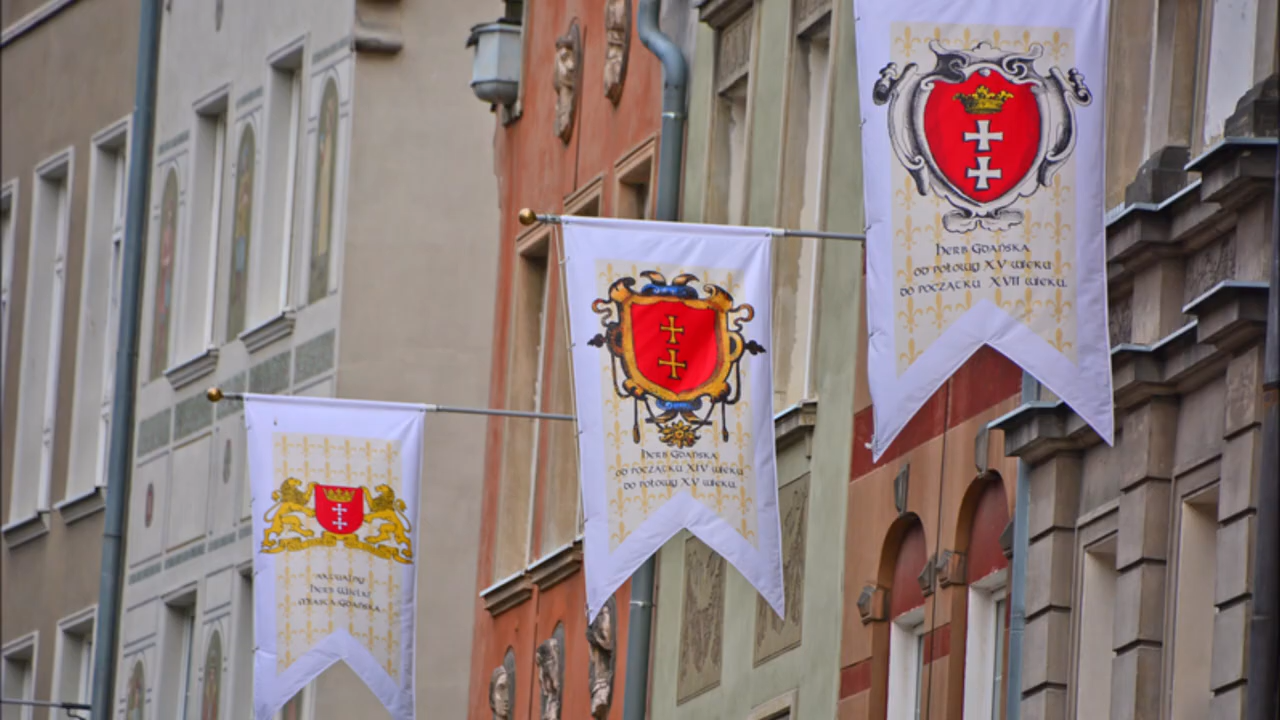 AKTUALNY
HERB WIELKI
MIASTA GDAŃSKA
HERB GDAŃSKA
OD POCZĄTKU XIV WIEKU
DO POŁOWY XV WIEKU.
HERB GDAŃSKA
OD POŁOWY XV WIEKU
DO POCZĄTKU XVII WIEKU.